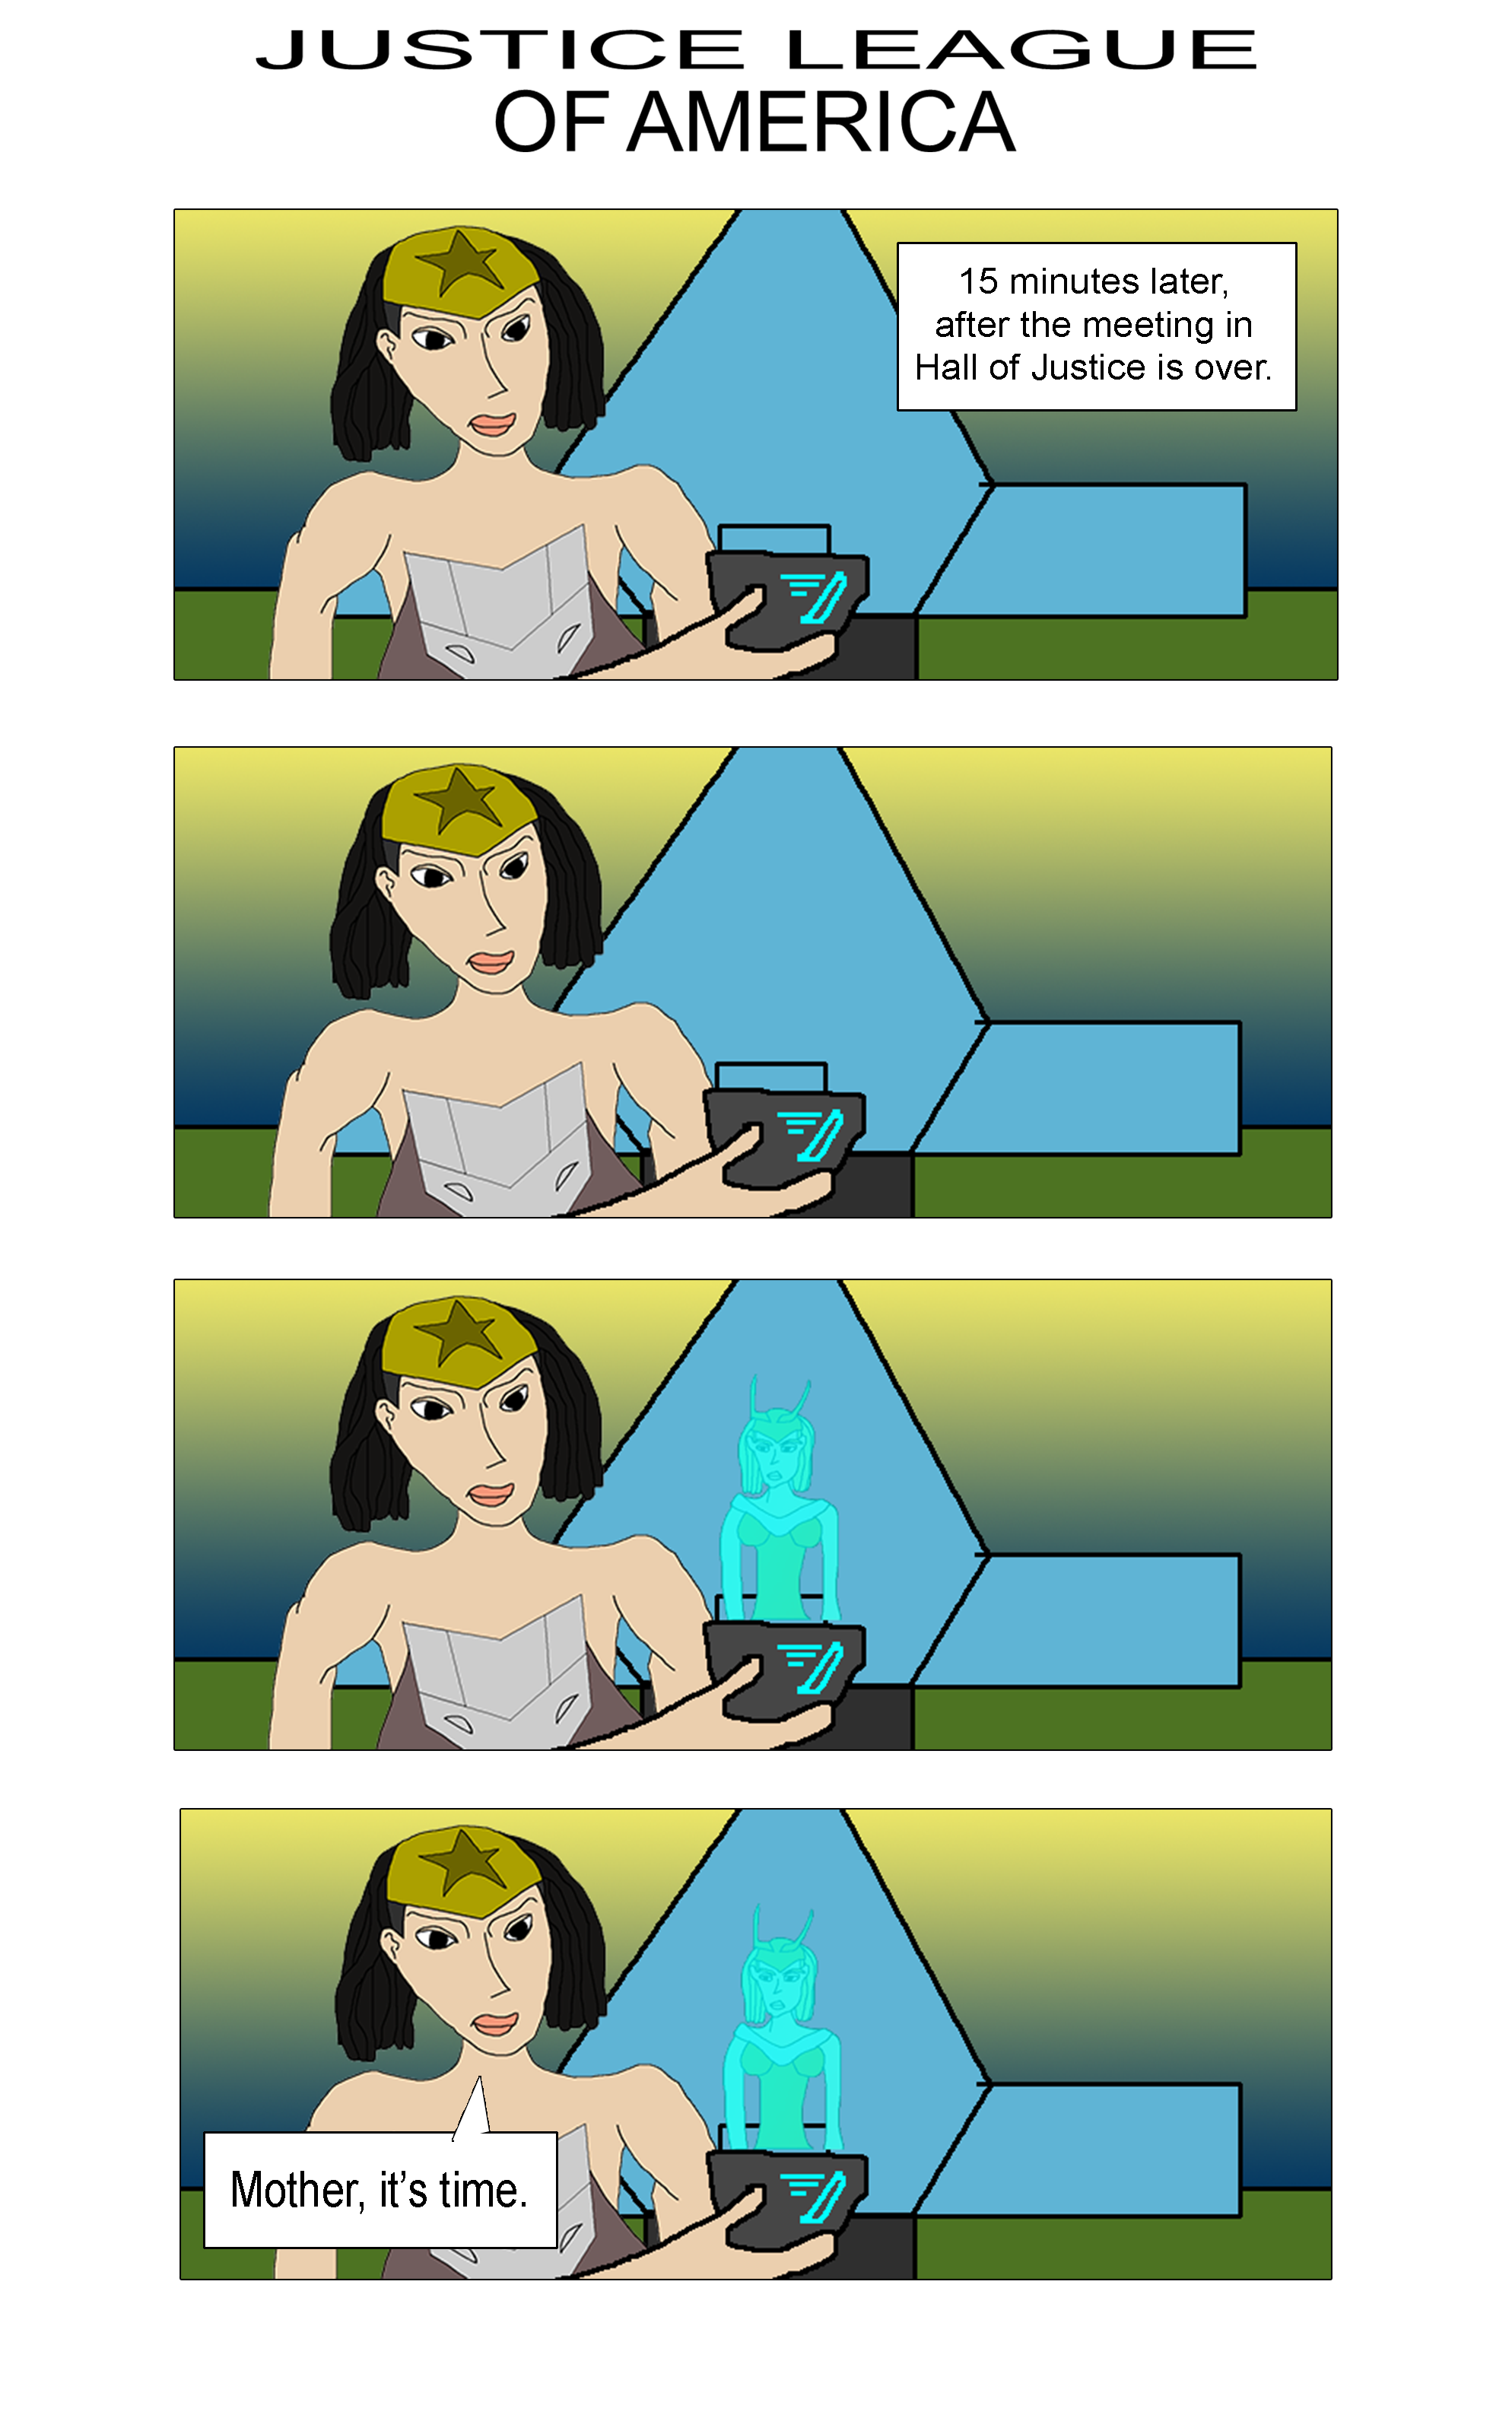 JUSTICE LEAGUE
OF AMERICA
15 minutes later,
after the meeting in
Hall of Justice is over.
Mother, it's time.